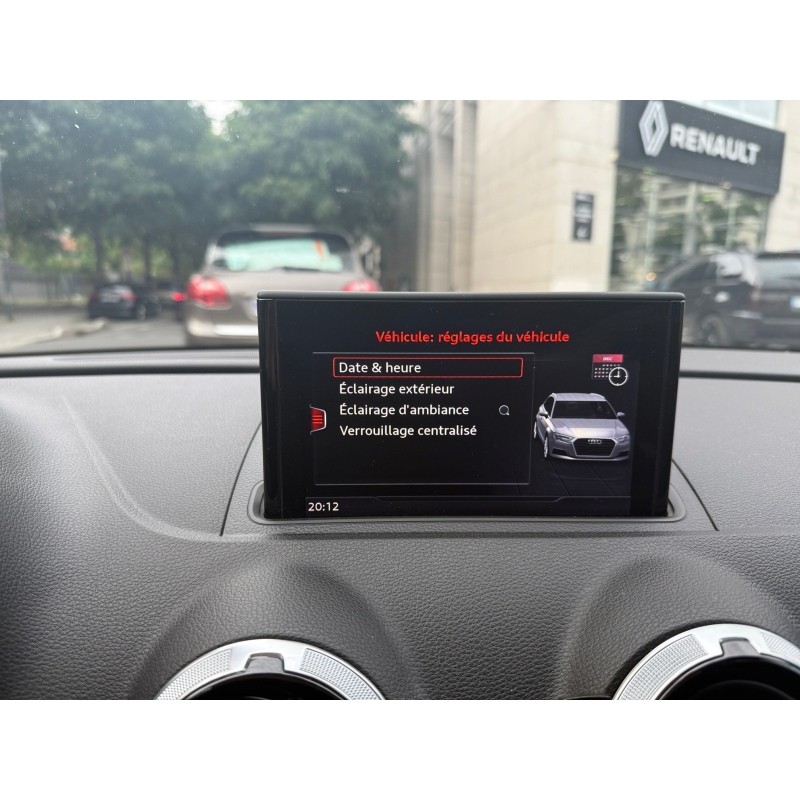 RENAULT
Véhicule: réglages du véhicule
Date & heure
Éclairage extérieur
Éclairage d'ambiance
Verrouillage centralisé
20:12